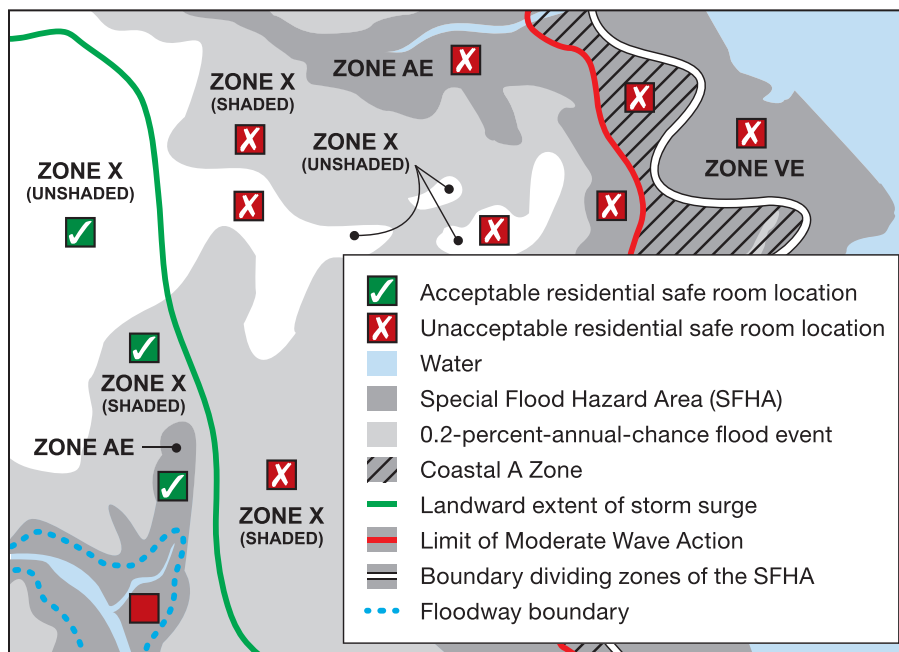 ZONE AE
ZONE X
(SHADED)
ZONE X
(UNSHADED)
ZONE VE
ZONE X
(UNSHADED)
ZONE X
(SHADED)
ZONE AE
ZONE X
(SHADED)
Acceptable residential safe room location
Unacceptable residential safe room location
Water
Special Flood Hazard Area (SFHA)
0.2-percent-annual-chance flood event
Coastal A Zone
Landward extent of storm surge
Limit of Moderate Wave Action
Boundary dividing zones of the SFHA
Floodway boundary